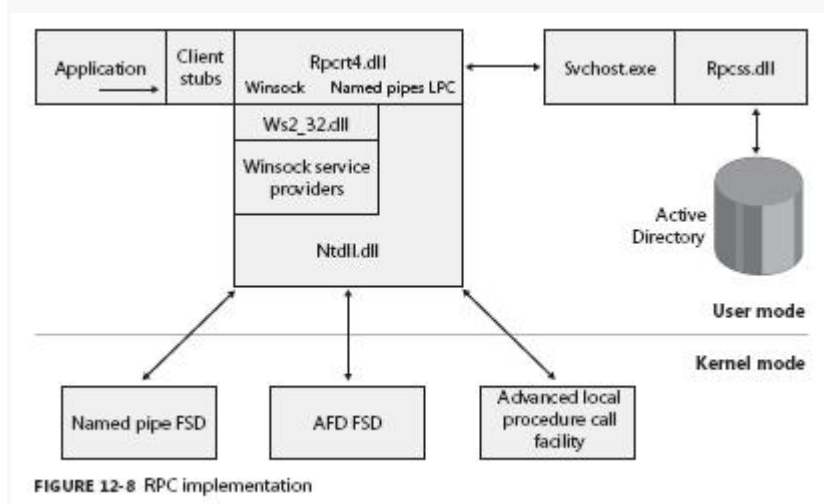 Application
Client
stubs
Rpcrt4.dll
Winsock Named pipes LPC
Svchost.exe
Rpcss.dll
Ws2_32.dll
Winsock service
providers
Ntdll.dll
Active
Directory
User mode
Kernel mode
Named pipe FSD
AFD FSD
Advanced local
procedure call
facility
FIGURE 12-8 RPC implementation